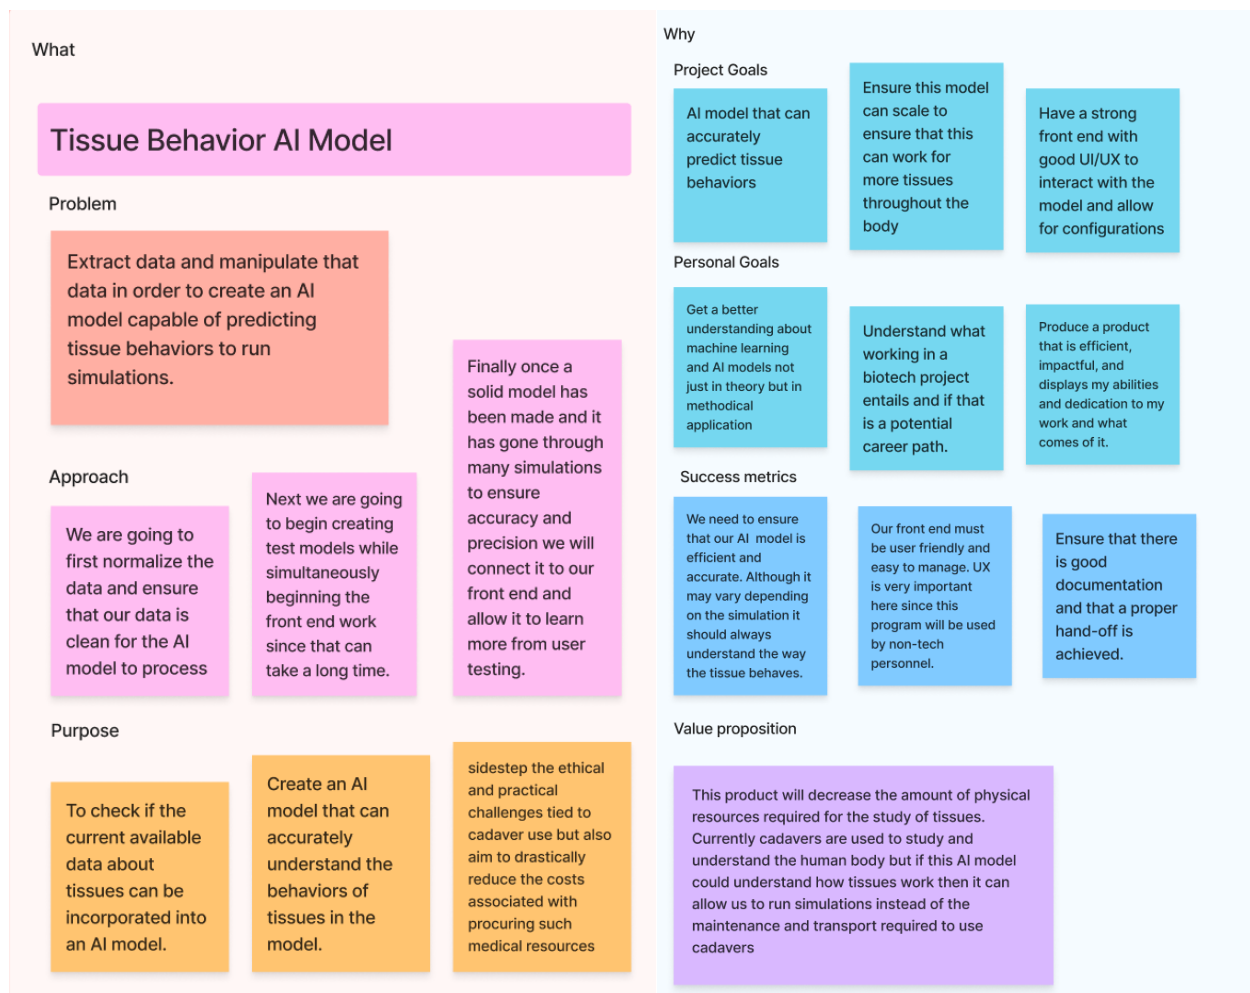 What
Tissue Behavior AI Model
Problem
Extract data and manipulate that
data in order to create an AI
model capable of predicting
tissue behaviors to run
simulations.
Approach
We are going to
first normalize the
data and ensure
that our data is
clean for the AI
model to process
Next we are going
to begin creating
test models while
simultaneously
beginning the
front end work
since that can
take a long time.
Finally once a
solid model has
been made and it
has gone through
many simulations
to ensure
accuracy and
precision we will
connect it to our
front end and
allow it to learn
more from user
testing.
Purpose
To check if the
current available
data about
tissues can be
incorporated into
an AI model.
Create an AI
model that can
accurately
understand the
behaviors of
tissues in the
model.
sidestep the ethical
and practical
challenges tied to
cadaver use but also
aim to drastically
reduce the costs
associated with
procuring such
medical resources
Why
Project Goals
AI model that can
accurately
predict tissue
behaviors
Ensure this model
can scale to
ensure that this
can work for
more tissues
throughout the
body
Have a strong
front end with
good UI/UX to
interact with the
model and allow
for configurations
Personal Goals
Get a better
understanding about
machine learning
and AI models not
just in theory but in
methodical
application
Understand what
working in a
biotech project
entails and if that
is a potential
career path.
Produce a product
that is efficient,
impactful, and
displays my abilities
and dedication to my
work and what
comes of it.
Success metrics
We need to ensure
that our AI model is
efficient and
accurate. Although it
may vary depending
on the simulation it
should always
understand the way
the tissue behaves.
Our front end must
be user friendly and
easy to manage. UX
is very important
here since this
program will be used
by non-tech
personnel.
Ensure that there
is good
documentation
and that a proper
hand-off is
achieved.
Value proposition
This product will decrease the amount of physical
resources required for the study of tissues.
Currently cadavers are used to study and
understand the human body but if this AI model
could understand how tissues work then it can
allow us to run simulations instead of the
maintenance and transport required to use
cadavers